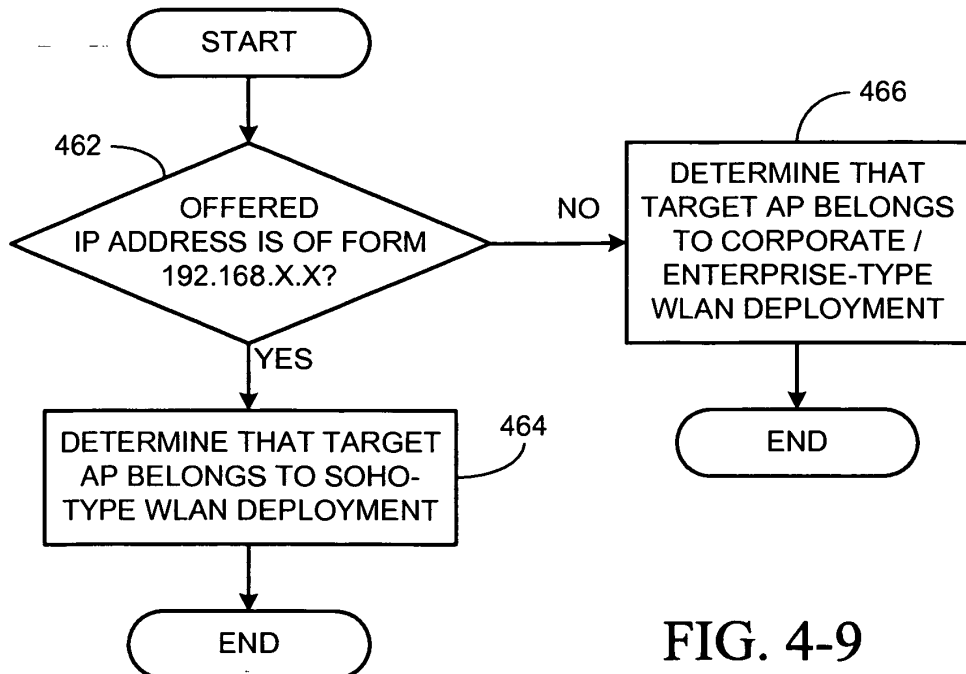 START
462
OFFERED
IP ADDRESS IS OF FORM
192.168.X.X?
NO
466
DETERMINE THAT
TARGET AP BELONGS
TO CORPORATE /
ENTERPRISE-TYPE
WLAN DEPLOYMENT
END
YES
464
DETERMINE THAT TARGET
AP BELONGS TO SOHO-
TYPE WLAN DEPLOYMENT
END
FIG. 4-9